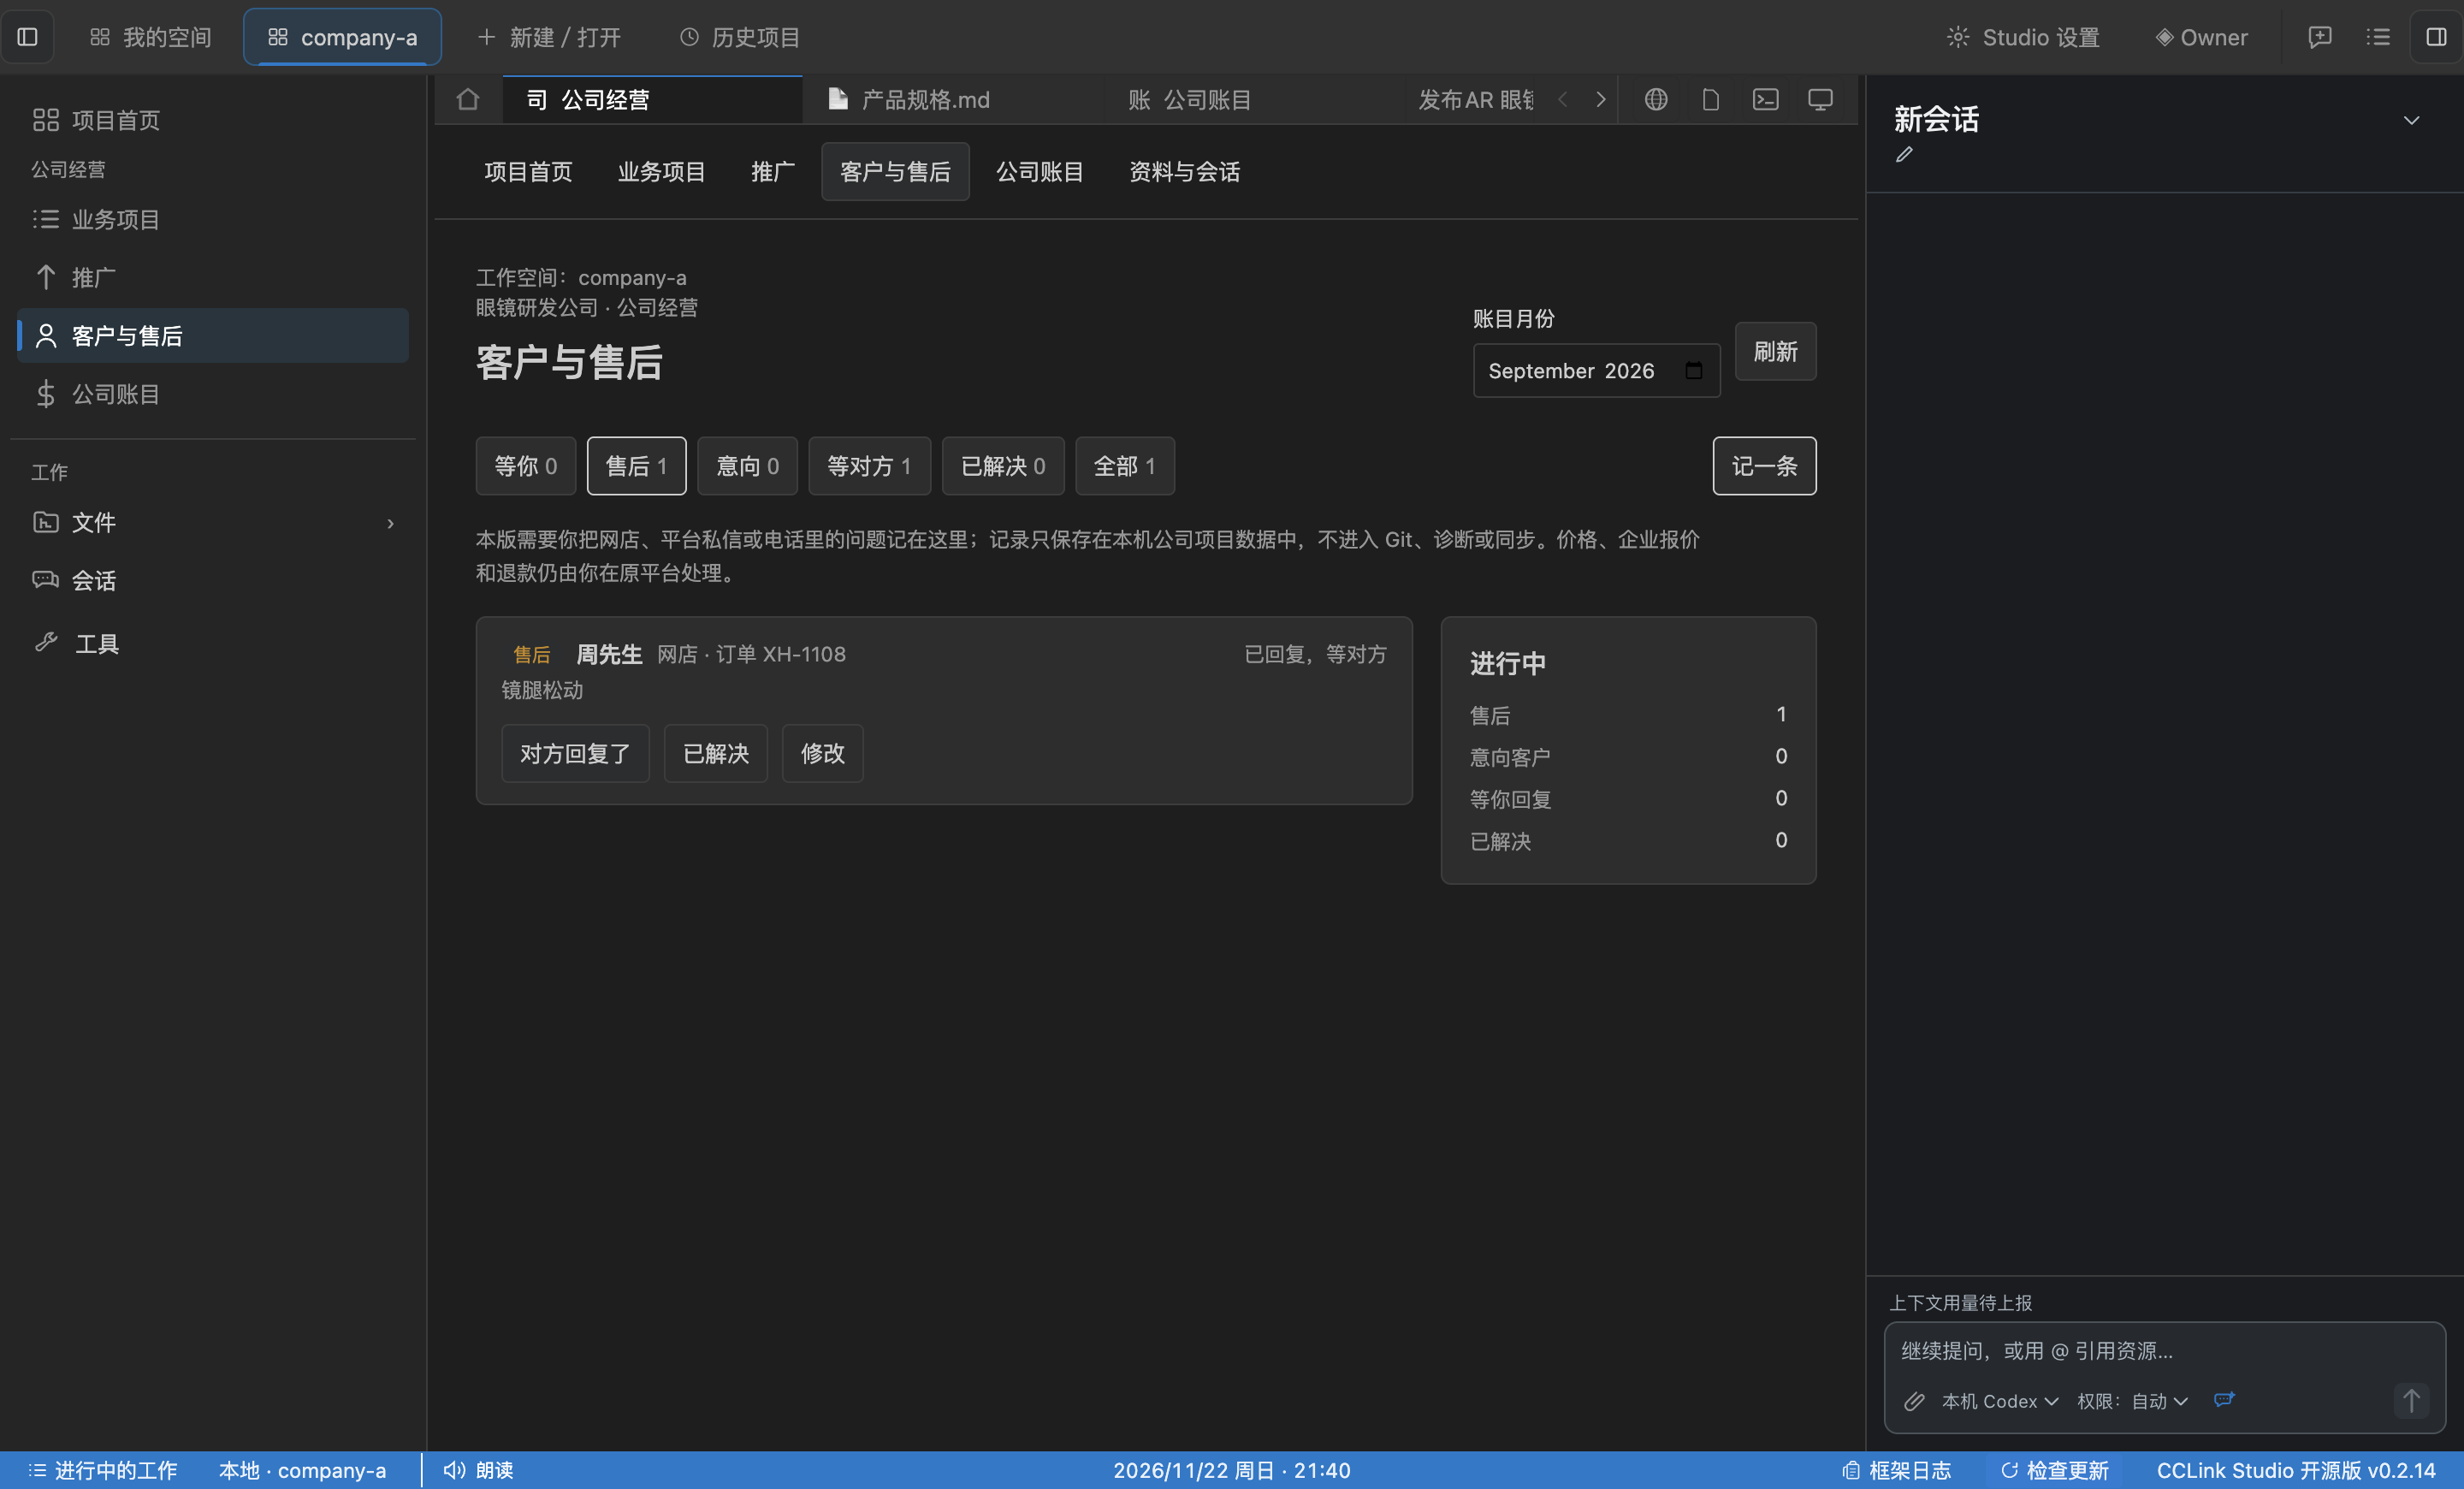 我的空间
company-a
新建 / 打开
历史项目
Studio 设置
Owner
项目首页
公司经营
业务项目
推广
客户与售后
公司账目
工作
文件
会话
工具
司 公司经营
产品规格.md
账 公司账目
发布AR 眼镜
项目首页
业务项目
推广
客户与售后
公司账目
资料与会话
工作空间：company-a
眼镜研发公司 · 公司经营
客户与售后
账目月份
September 2026
刷新
等你 0
售后 1
意向 0
等对方 1
已解决 0
全部 1
记一条
本版需要你把网店、平台私信或电话里的问题记在这里；记录只保存在本机公司项目数据中，不进入 Git、诊断或同步。价格、企业报价
和退款仍由你在原平台处理。
售后 周先生 网店 · 订单 XH-1108
已回复，等对方
镜腿松动
对方回复了
已解决
修改
进行中
售后 1
意向客户 0
等你回复 0
已解决 0
新会话
上下文用量待上报
继续提问，或用 @ 引用资源...
本机 Codex
权限：自动
进行中的工作
本地 · company-a
朗读
2026/11/22 周日 · 21:40
框架日志
检查更新
CCLink Studio 开源版 v0.2.14